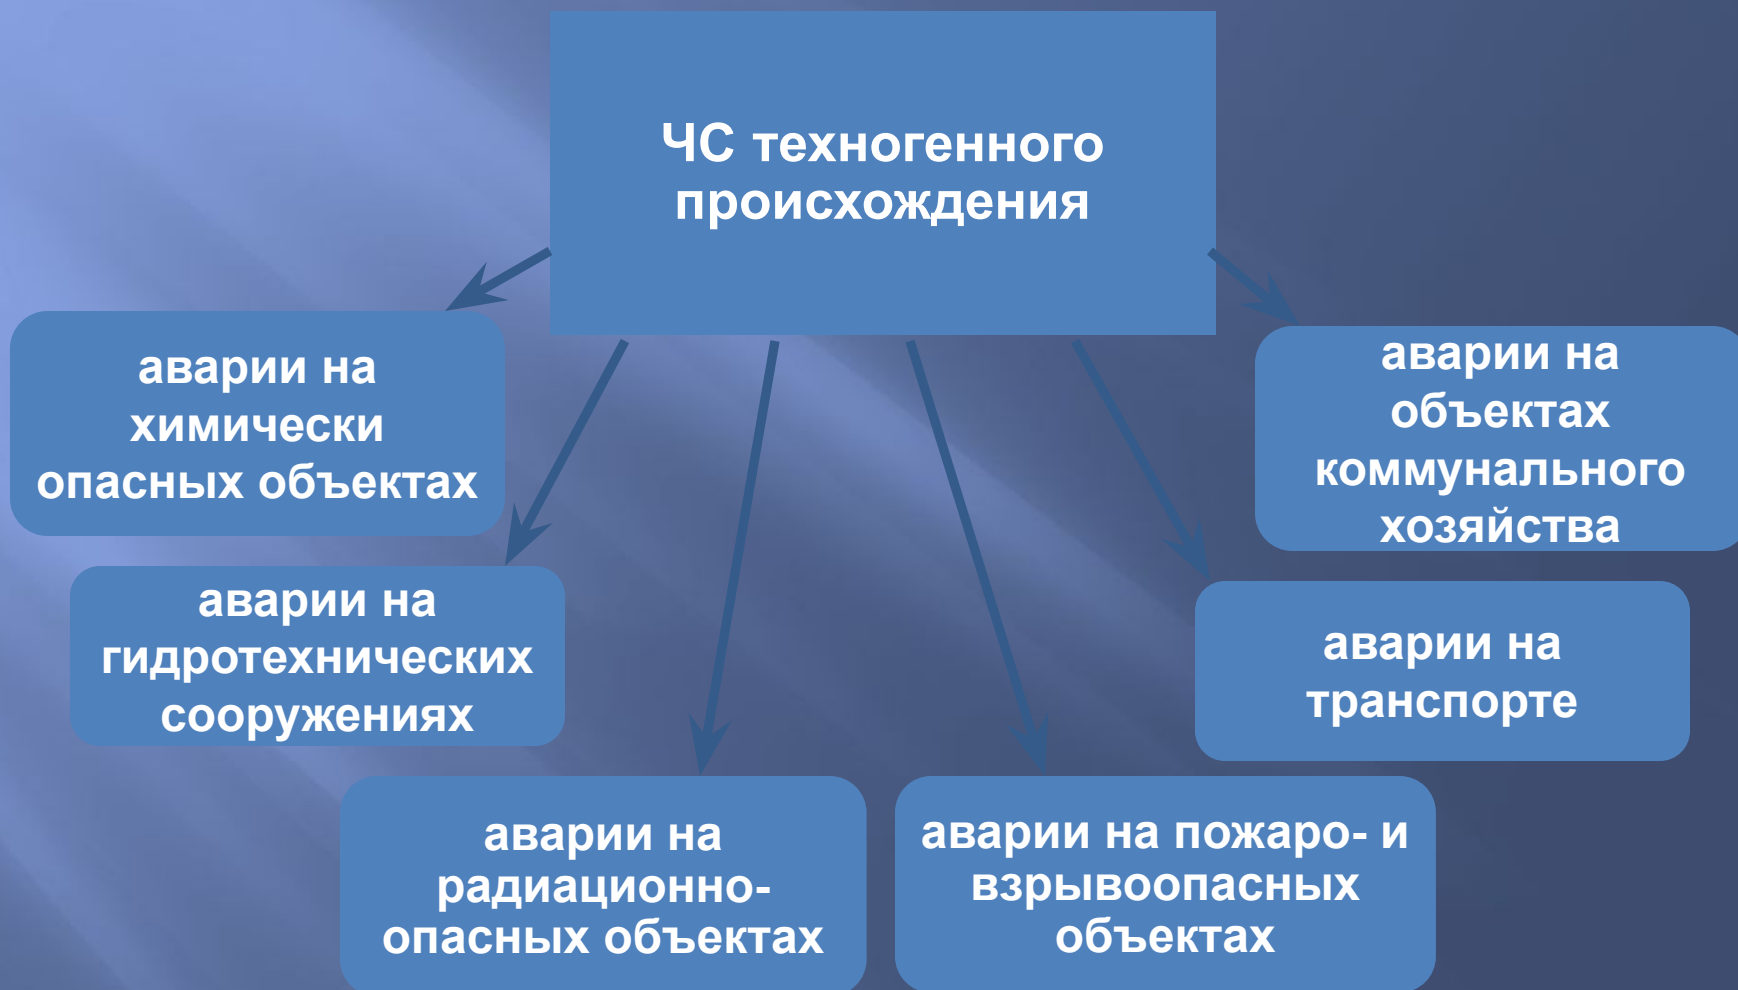 ЧС техногенного
происхождения
аварии на
химически
опасных объектах
аварии на
объектах
коммунального
хозяйства
аварии на
гидротехнических
сооружениях
аварии на
транспорте
аварии на
радиационно-
опасных объектах
аварии на пожаро- и
взрывоопасных
объектах